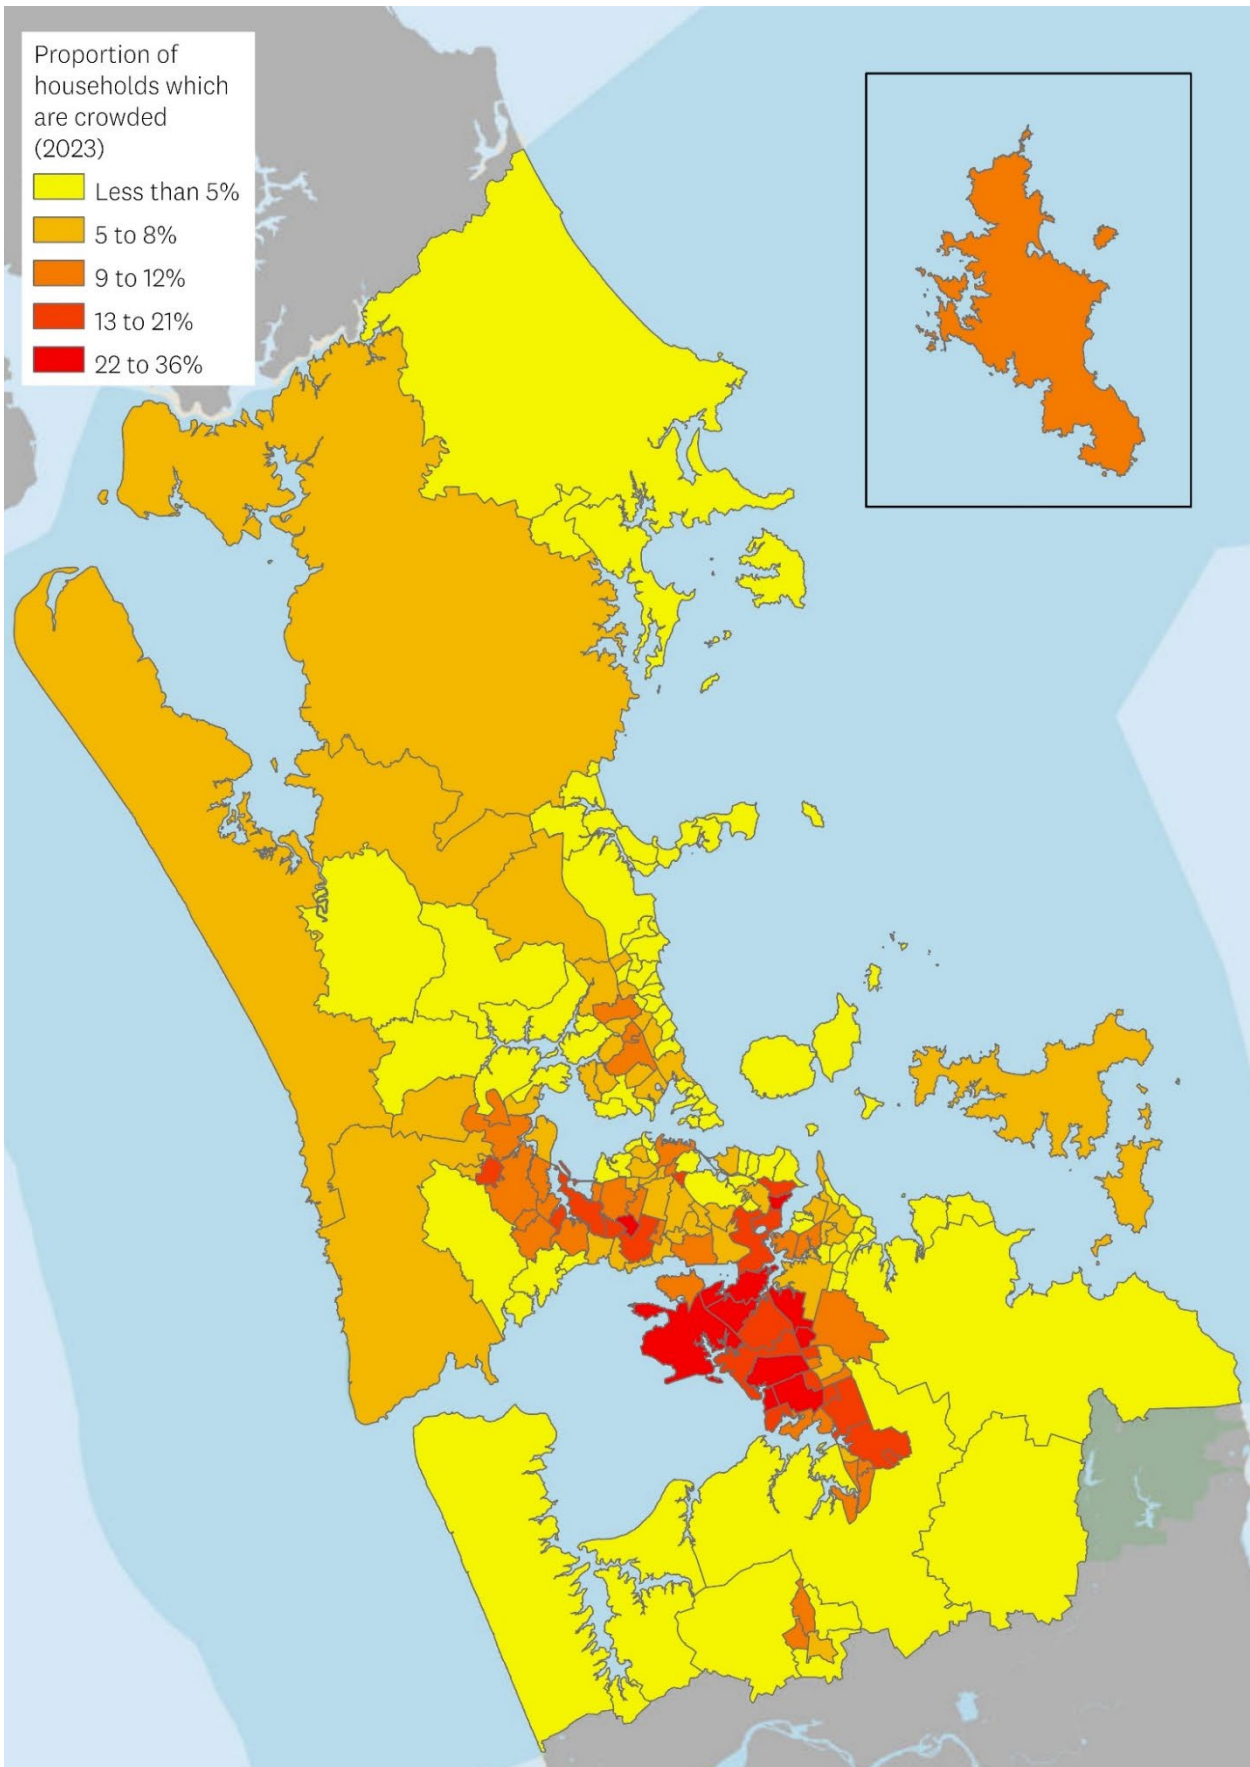 Proportion of
households which
are crowded
(2023)
Less than 5%
5 to 8%
9 to 12%
13 to 21%
22 to 36%